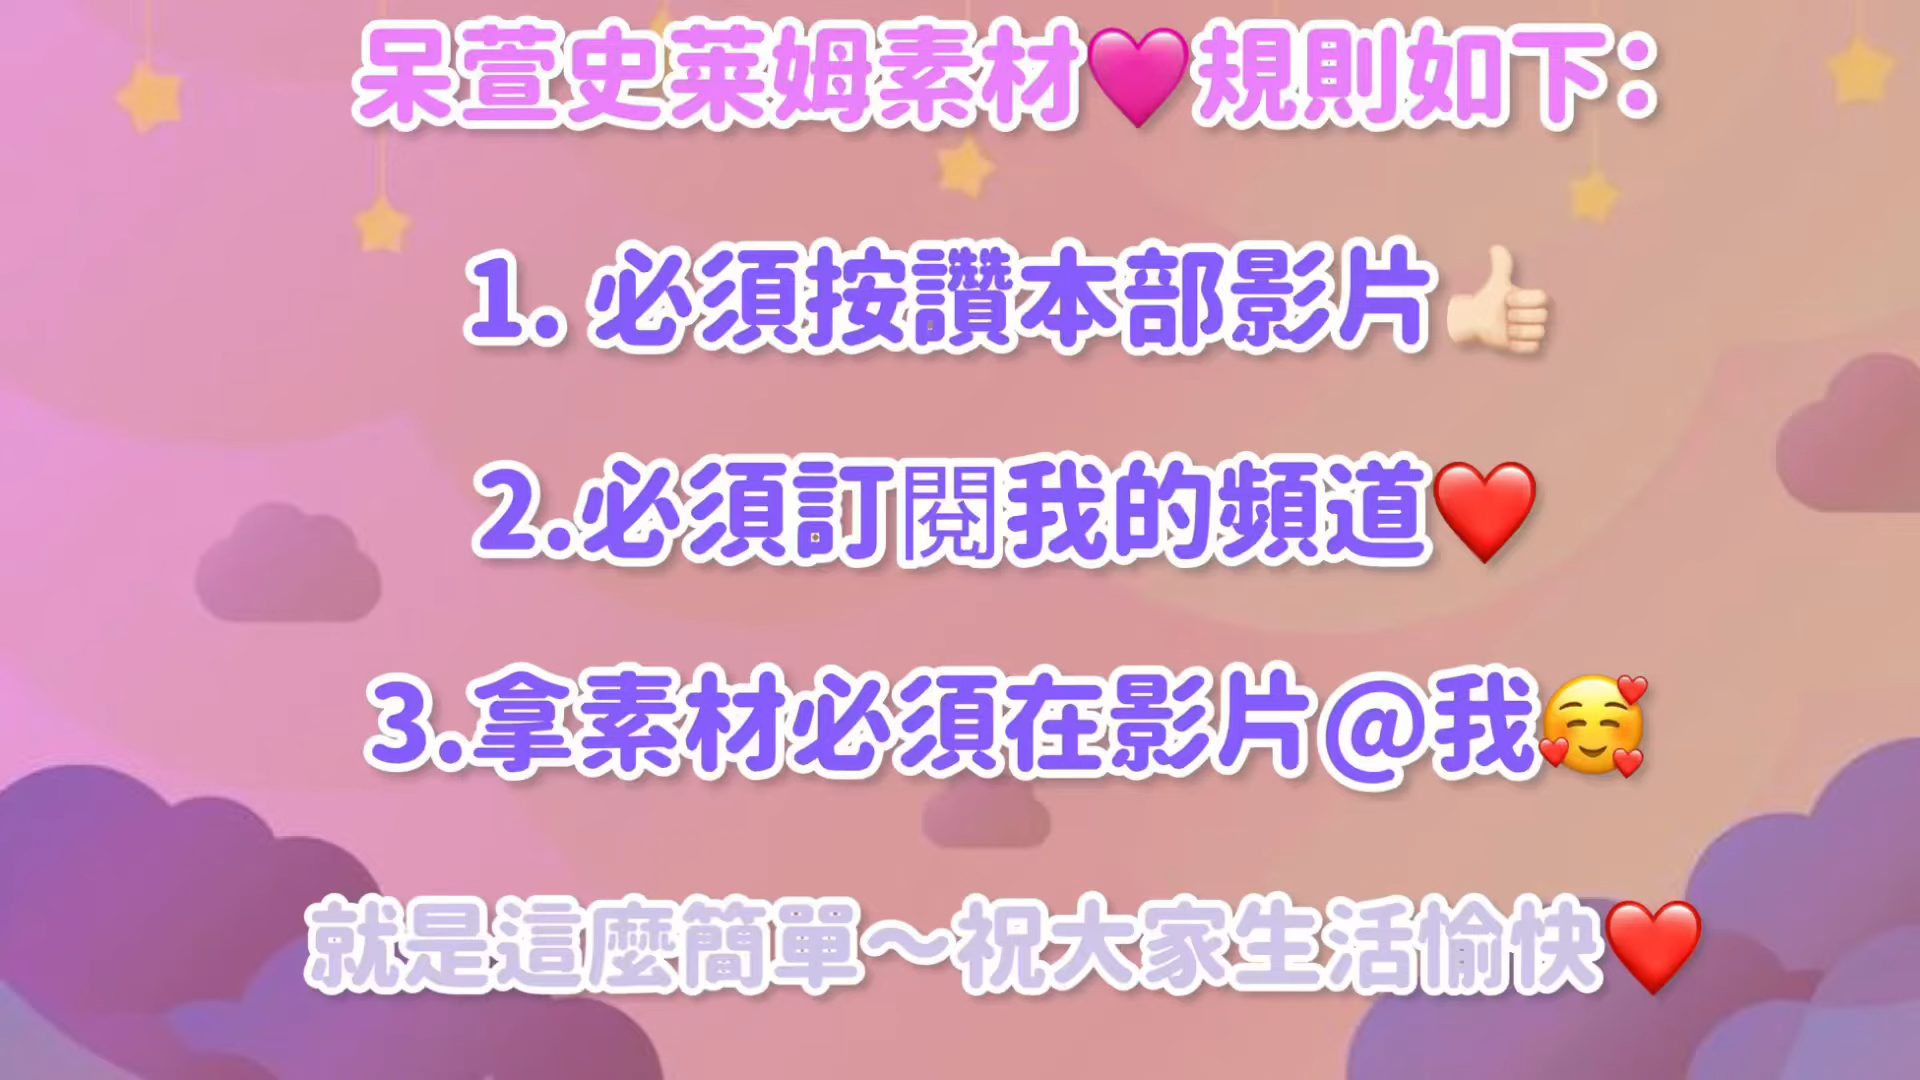 呆萱史莱姆素材🩷規則如下：
1. 必須按讚本部影片👍🏻
2.必須訂閱我的頻道❤️
3.拿素材必須在影片@我🥰
就是這麼簡單～祝大家生活愉快❤️